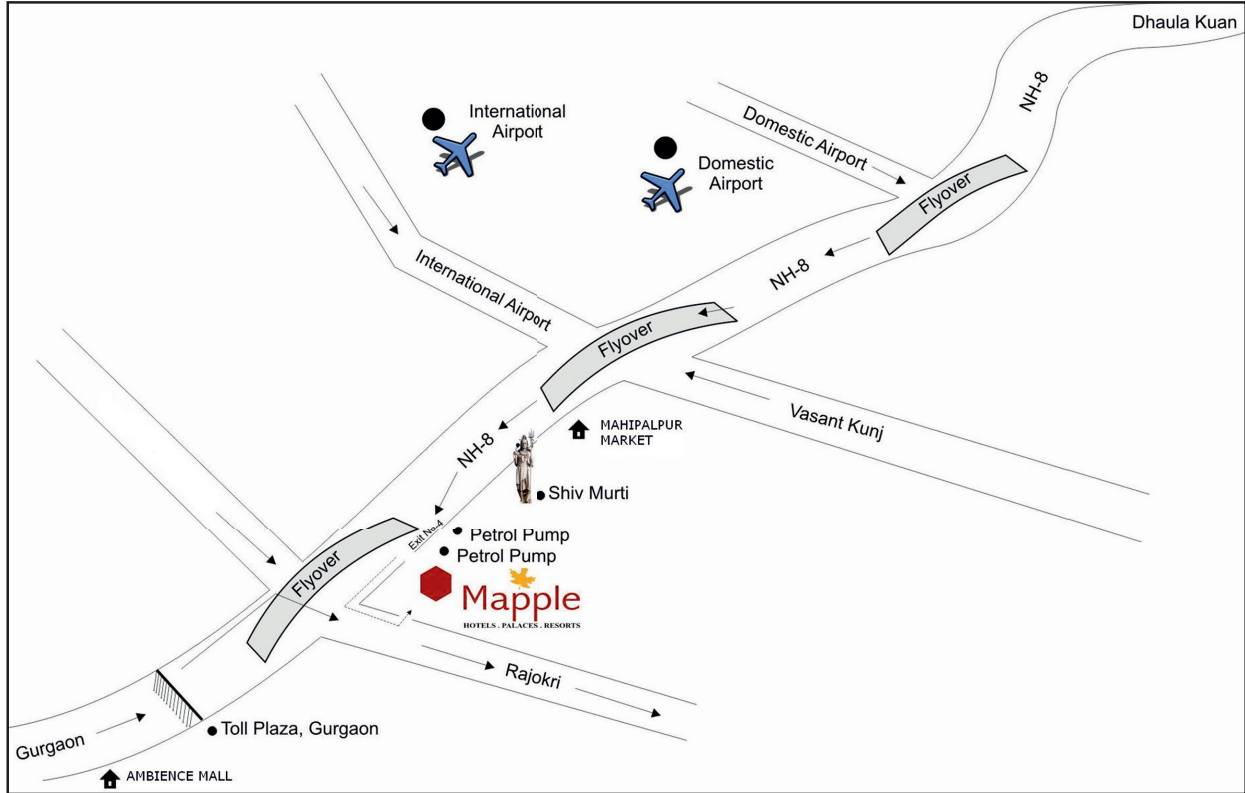 Dhaula Kuan
NH-8
International
Airport
Domestic Airport
Domestic
Airport
Flyover
NH-8
International Airport
Flyover
Vasant Kunj
MAHIPALPUR
MARKET
NH-8
Shiv Murti
Exit No-4
Petrol Pump
Petrol Pump
Flyover
Mapple
HOTELS . PALACES . RESORTS
Rajokri
Toll Plaza, Gurgaon
Gurgaon
AMBIENCE MALL